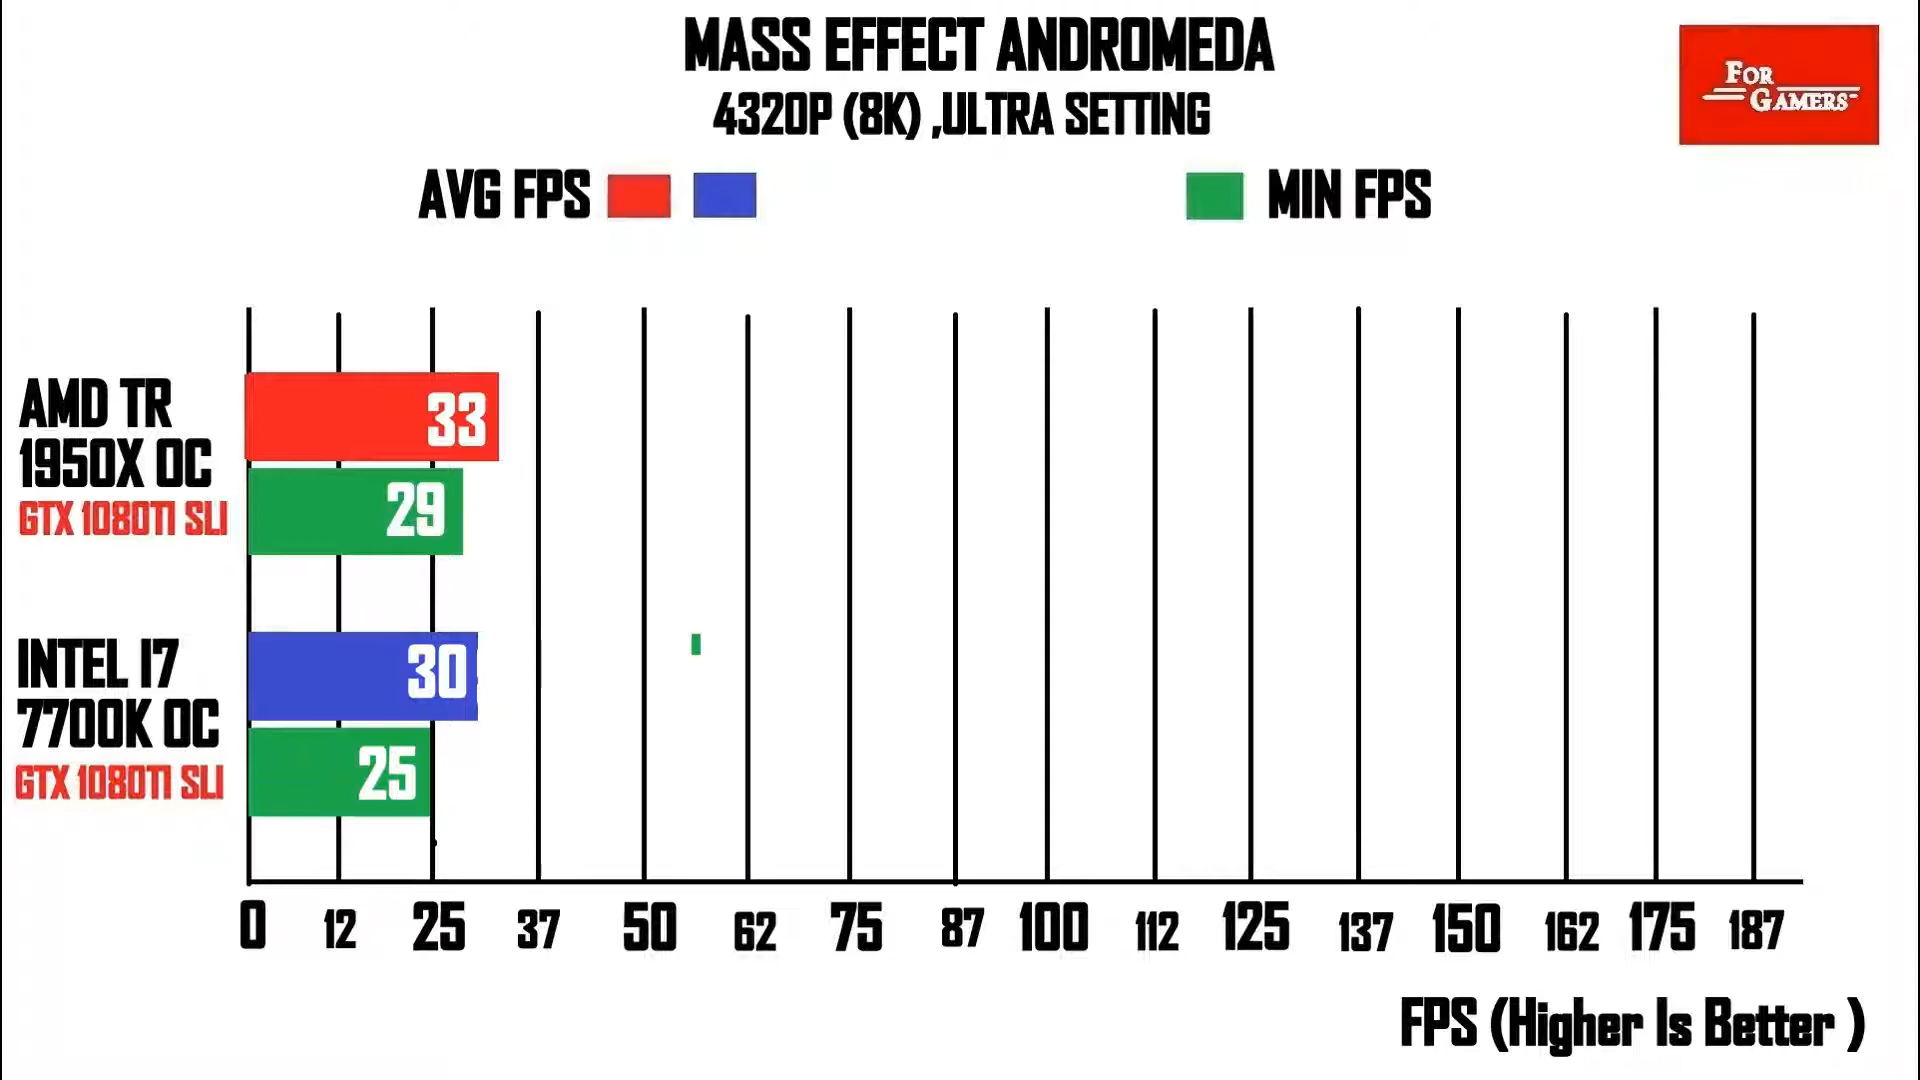 MASS EFFECT ANDROMEDA
4320P (8K) ,ULTRA SETTING
FOR
GAMERS
AVG FPS
MIN FPS
AMD TR
1950X OC
GTX 1080TI SLI
33
29
INTEL I7
7700K OC
GTX 1080TI SLI
30
25
0 12 25 37 50 62 75 87 100 112 125 137 150 162 175 187
FPS (Higher Is Better )